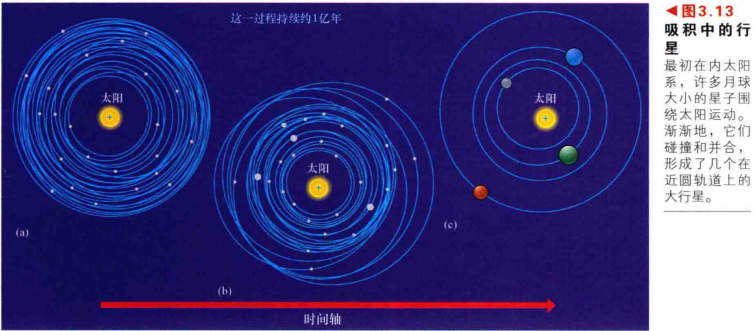 这一过程持续约1亿年
太阳
(a)
太阳
(b)
太阳
(c)
时间轴
◀图3.13
吸积中的行
星
最初在内太阳
系，许多月球
大小的星子围
绕太阳运动。
渐渐地，它们
碰撞和并合，
形成了几个在
近圆轨道上的
大行星。